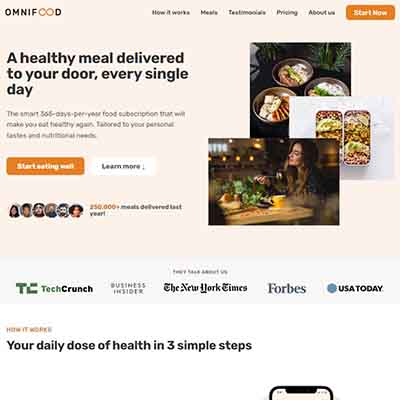 OMNIFOOD
How it works Meals Testimonials Pricing About us Start Now
A healthy meal delivered
to your door, every single
day
The smart 365-days-per-year food subscription that will
make you eat healthy again. Tailored to your personal
tastes and nutritional needs.
Start eating well Learn more ↓
250,000+ meals delivered last
year!
THEY TALK ABOUT US
TC TechCrunch BUSINESS
INSIDER The New York Times Forbes USA TODAY
HOW IT WORKS
Your daily dose of health in 3 simple steps